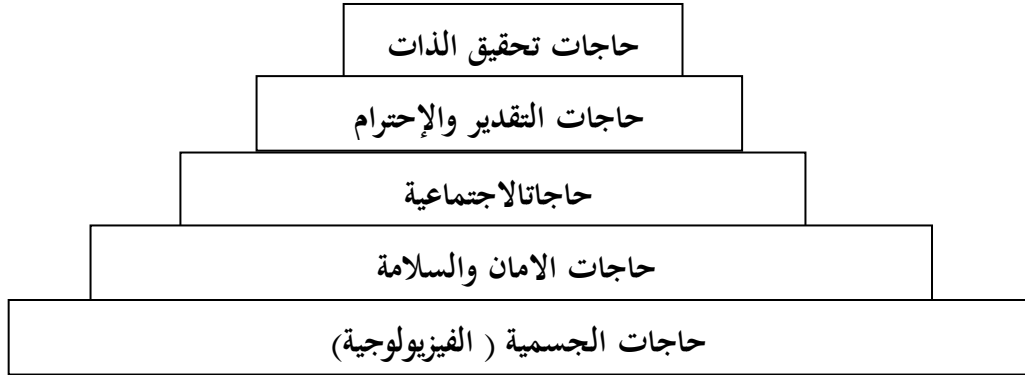 حاجات تحقيق الذات
حاجات التقدير والإحترام
حاجاتالاجتماعية
حاجات الامان والسلامة
حاجات الجسمية ( الفيزيولوجية)